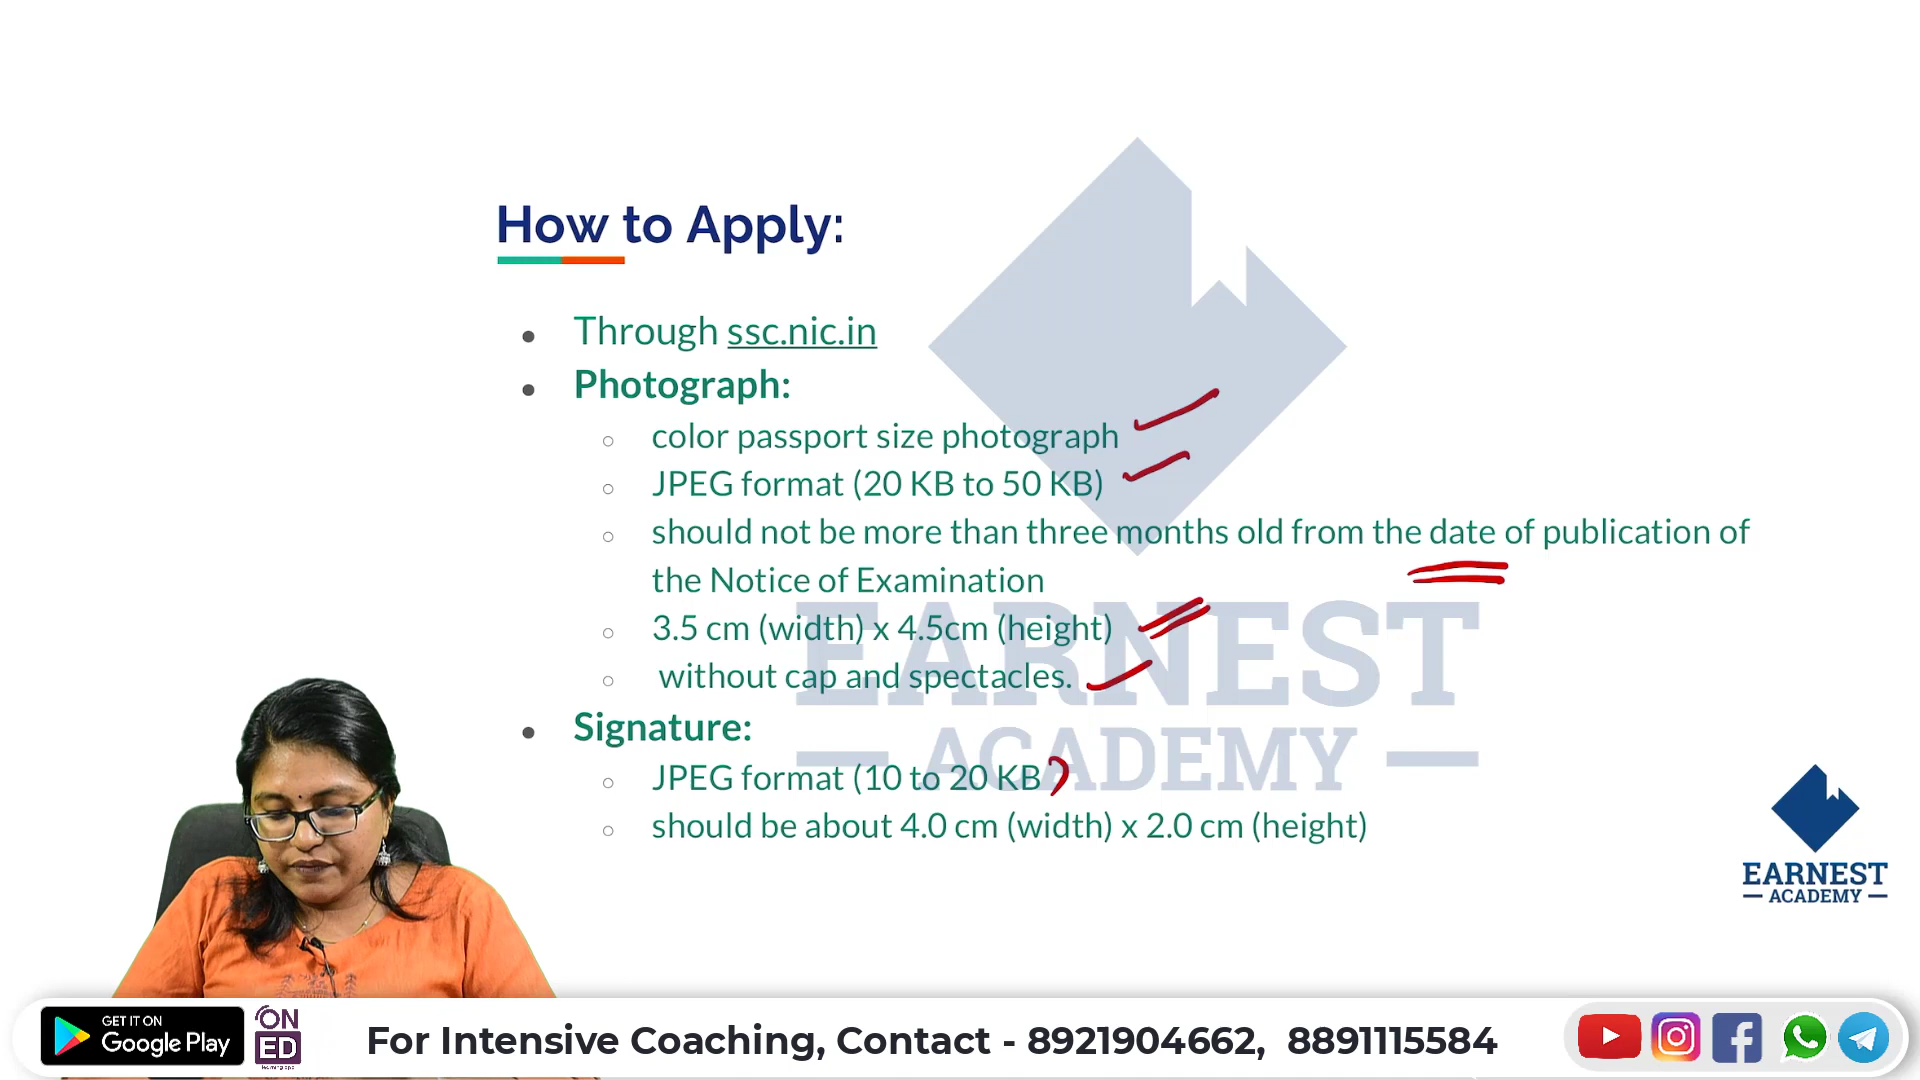 How to Apply:
Through ssc.nic.in
Photograph:
color passport size photograph
JPEG format (20 KB to 50 KB)
should not be more than three months old from the date of publication of
the Notice of Examination
3.5 cm (width) x 4.5cm (height)
without cap and spectacles.
Signature:
JPEG format (10 to 20 KB)
should be about 4.0 cm (width) x 2.0 cm (height)
EARNEST
ACADEMY
EARNEST
ACADEMY
GET IT ON
Google Play
ON
ED
For Intensive Coaching, Contact - 8921904662, 8891115584